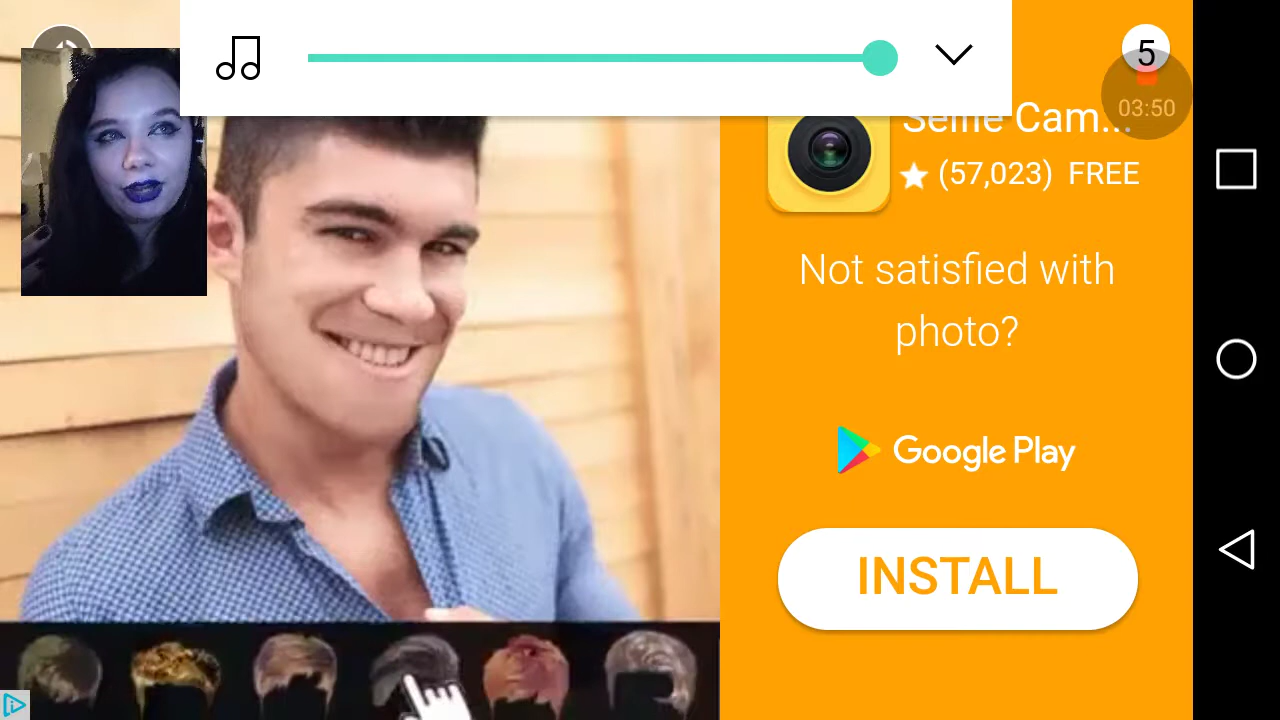 5
03:50
Selfie Cam...
(57,023) FREE
Not satisfied with
photo?
Google Play
INSTALL